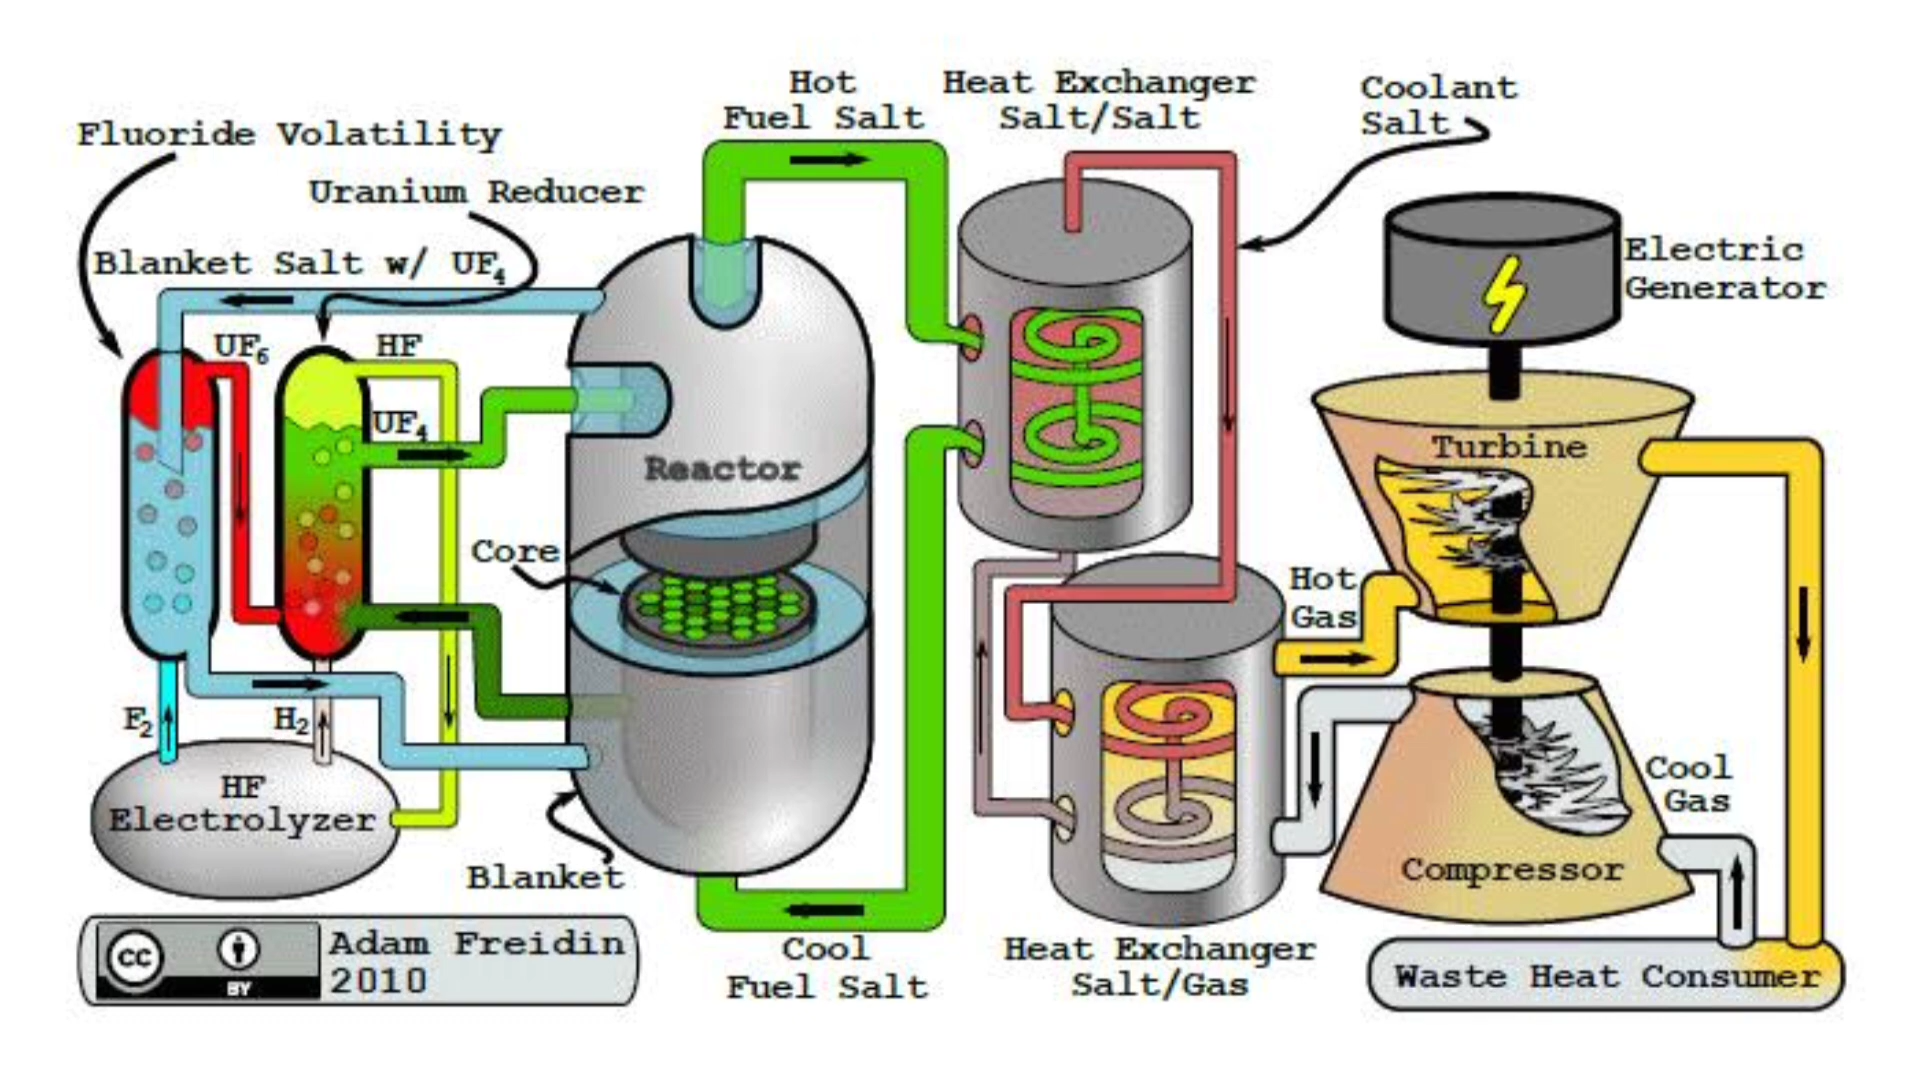 Hot
Fuel Salt
Heat Exchanger
Salt/Salt
Coolant
Salt
Fluoride Volatility
Uranium Reducer
Blanket Salt w/ UF₄
Electric
Generator
UF₆
HF
UF₄
Turbine
Reactor
Core
Hot
Gas
F₂
H₂
HF
Electrolyzer
Cool
Gas
Blanket
Compressor
cc
BY
Adam Freidin
2010
Cool
Fuel Salt
Heat Exchanger
Salt/Gas
Waste Heat Consumer